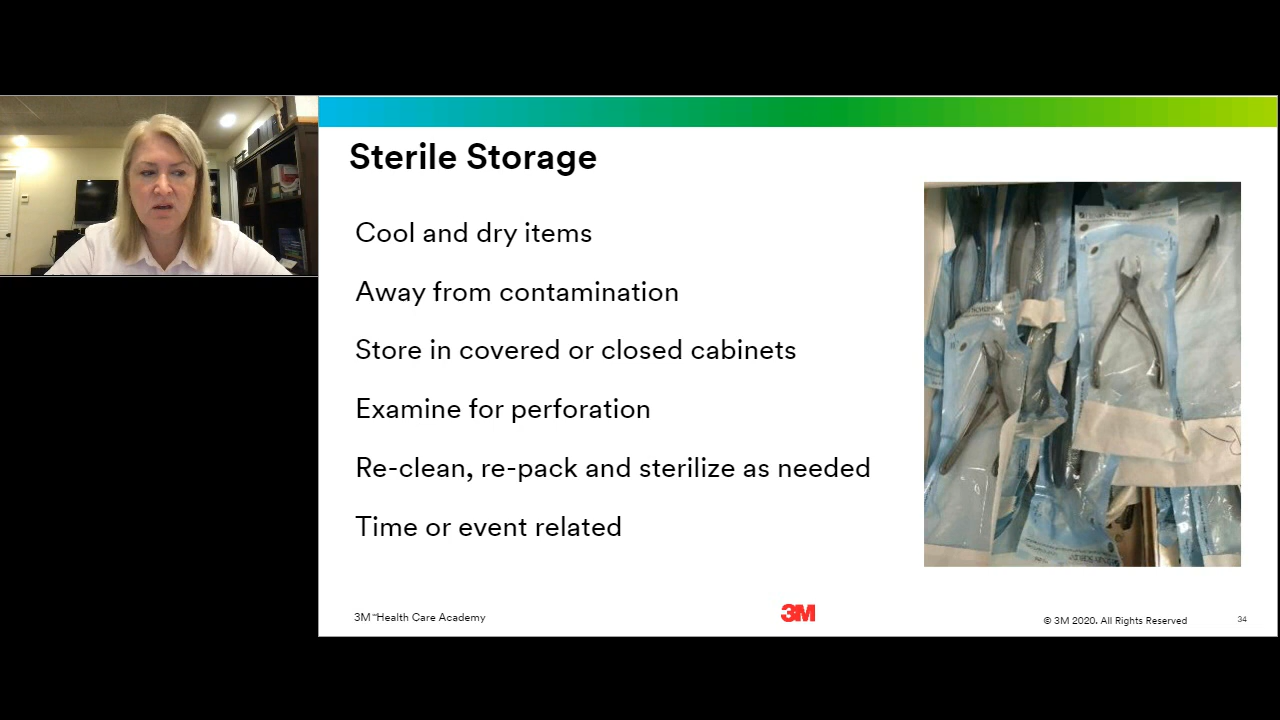 Sterile Storage
Cool and dry items
Away from contamination
Store in covered or closed cabinets
Examine for perforation
Re-clean, re-pack and sterilize as needed
Time or event related
3M™Health Care Academy
3M
© 3M 2020. All Rights Reserved
34